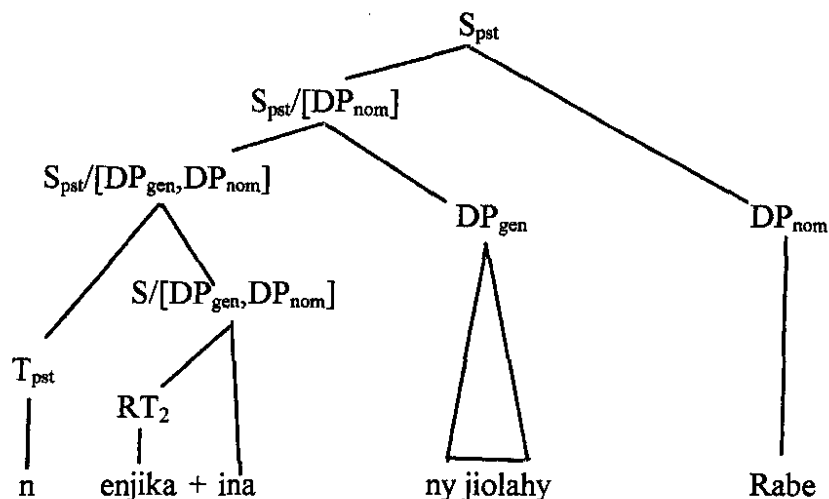 S_pst
S_pst/[DP_nom]
S_pst/[DP_gen,DP_nom]
DP_gen DP_nom
S/[DP_gen,DP_nom]
T_pst
RT_2
n enjika + ina ny jiolahy Rabe